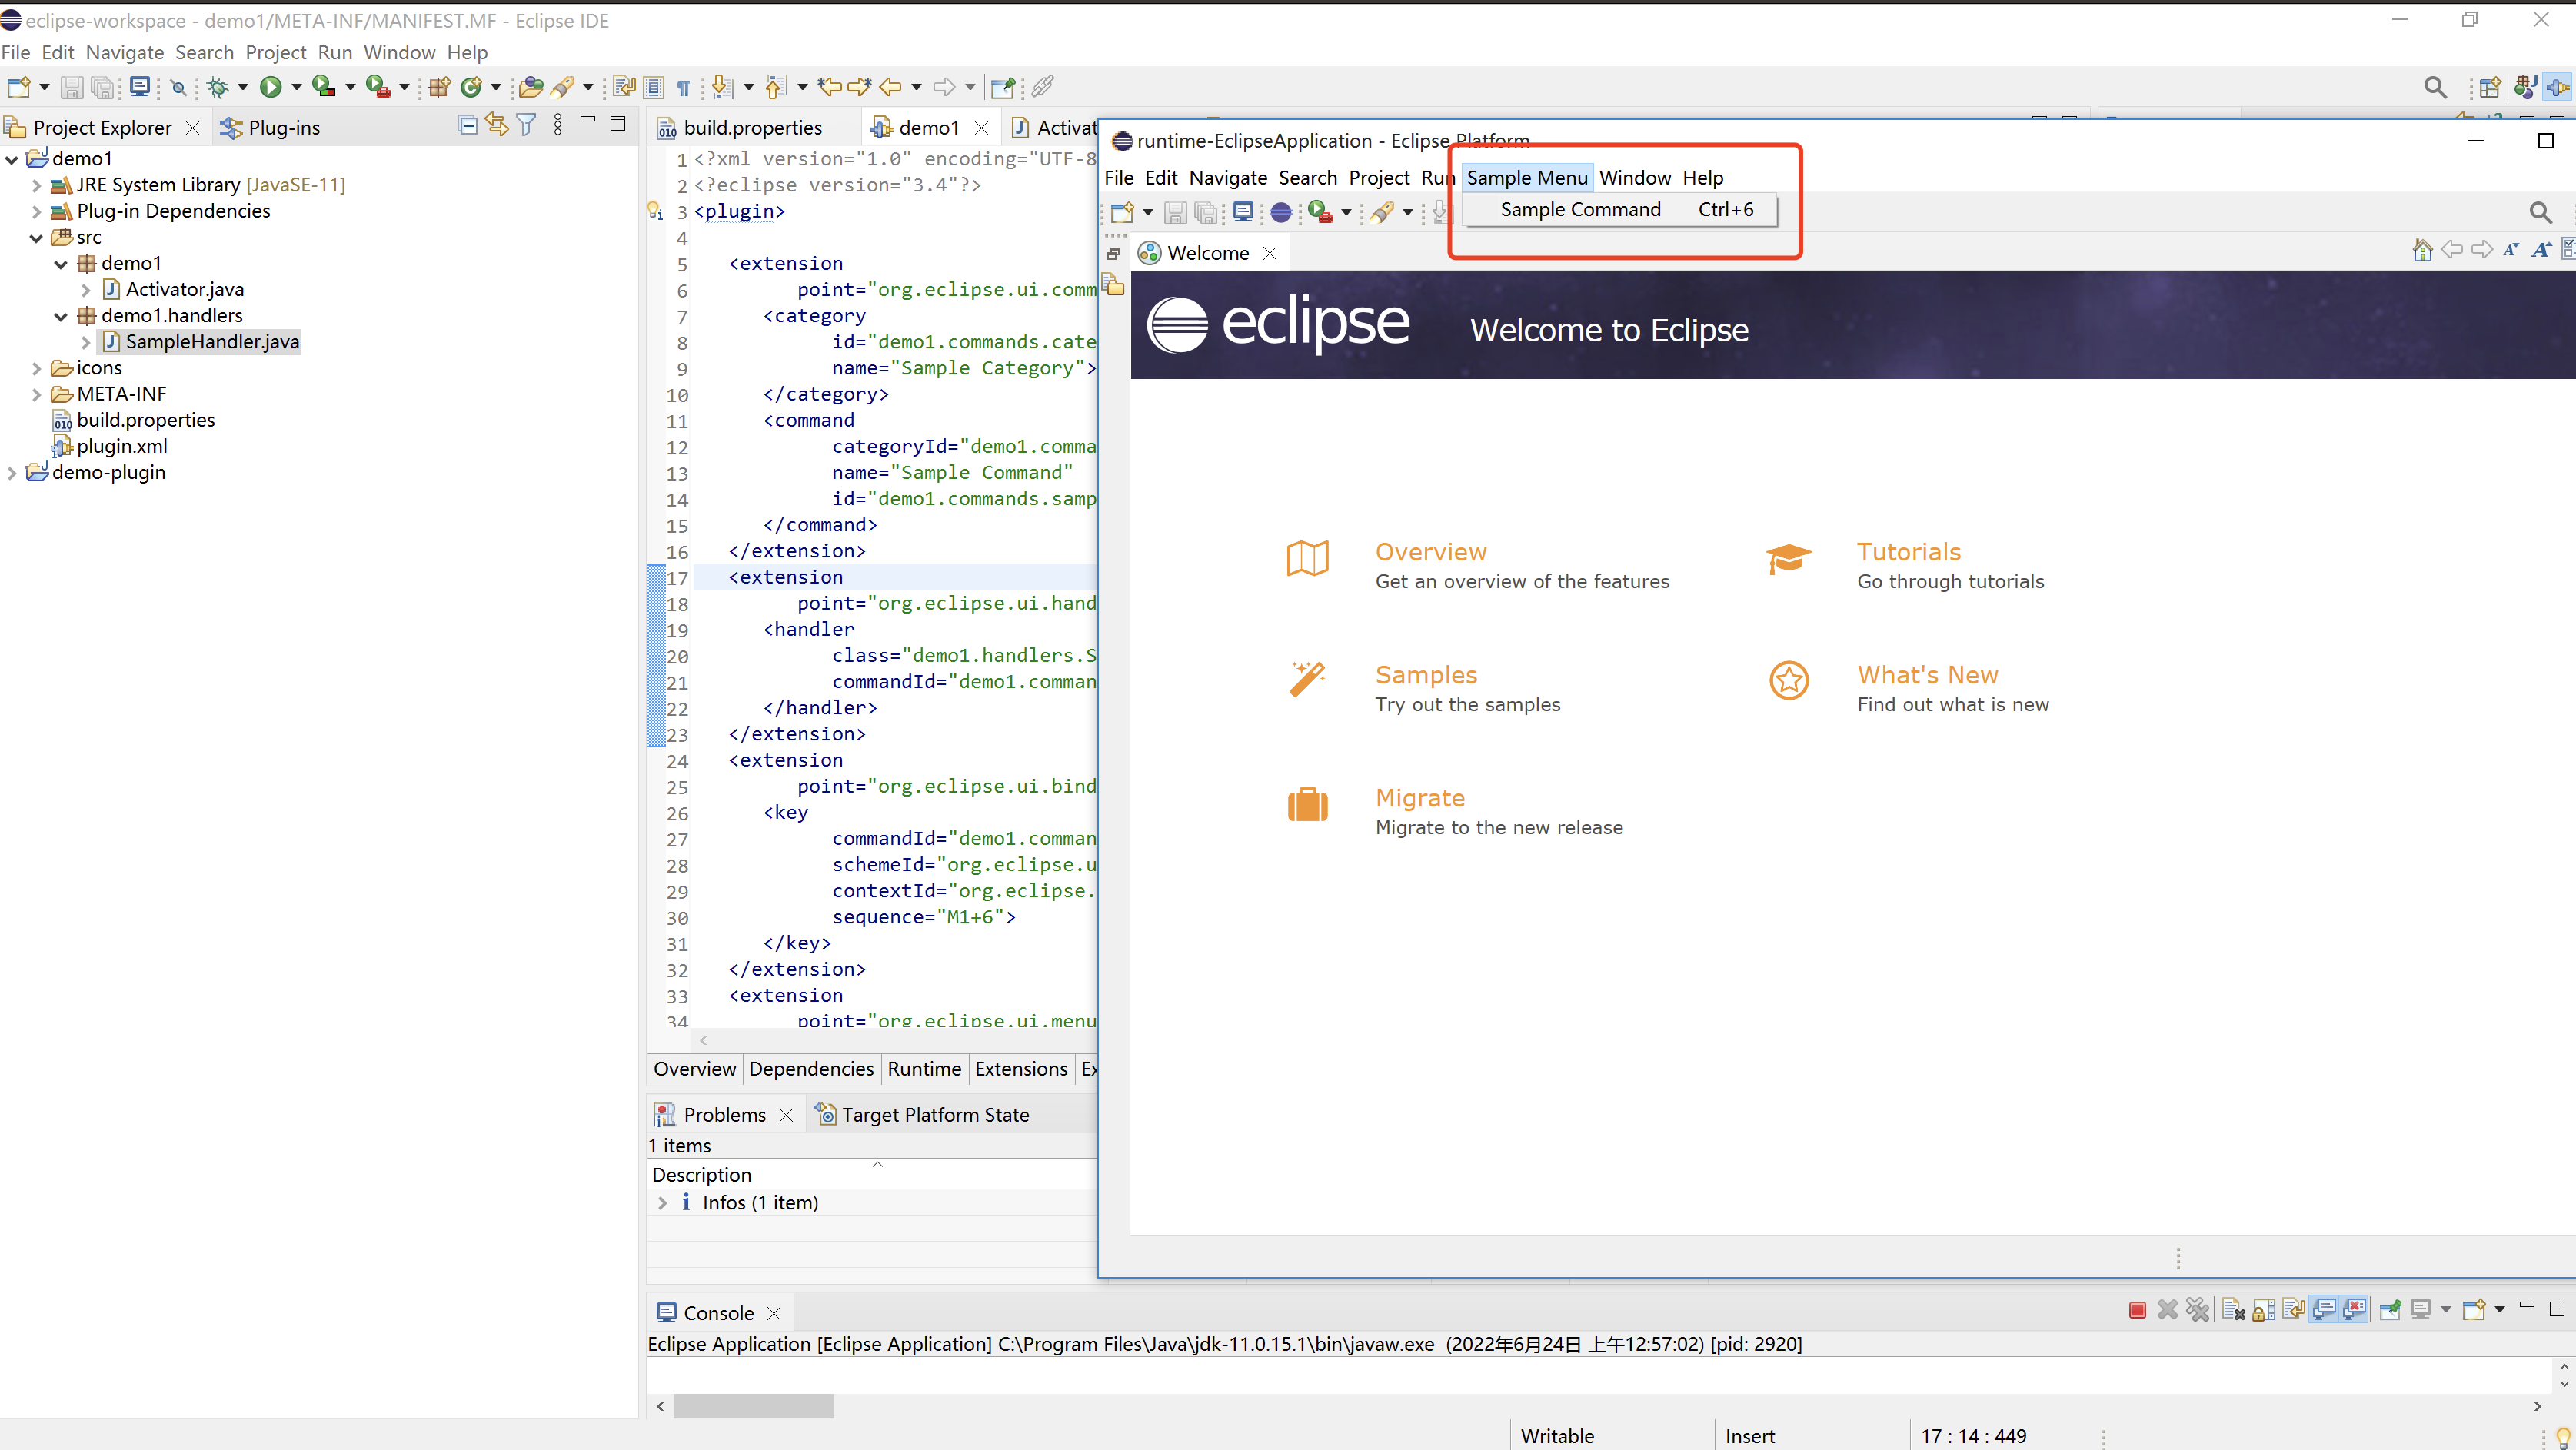 eclipse-workspace - demo1/META-INF/MANIFEST.MF - Eclipse IDE
File Edit Navigate Search Project Run Window Help
Project Explorer
Plug-ins
demo1
JRE System Library [JavaSE-11]
Plug-in Dependencies
src
demo1
Activator.java
demo1.handlers
SampleHandler.java
icons
META-INF
build.properties
plugin.xml
demo-plugin
build.properties
demo1
Activat
1 <?xml version="1.0" encoding="UTF-8
2 <?eclipse version="3.4"?>
3 <plugin>
4
5 <extension
6 point="org.eclipse.ui.comm
7 <category
8 id="demo1.commands.cate
9 name="Sample Category">
10 </category>
11 <command
12 categoryId="demo1.comma
13 name="Sample Command"
14 id="demo1.commands.samp
15 </command>
16 </extension>
17 <extension
18 point="org.eclipse.ui.hand
19 <handler
20 class="demo1.handlers.S
21 commandId="demo1.comman
22 </handler>
23 </extension>
24 <extension
25 point="org.eclipse.ui.bind
26 <key
27 commandId="demo1.comman
28 schemeId="org.eclipse.u
29 contextId="org.eclipse.
30 sequence="M1+6">
31 </key>
32 </extension>
33 <extension
34 point="org.eclipse.ui.menu
Overview Dependencies Runtime Extensions Ex
Problems
Target Platform State
1 items
Description
Infos (1 item)
runtime-EclipseApplication - Eclipse Platform
File Edit Navigate Search Project Run Sample Menu Window Help
Sample Command Ctrl+6
Welcome
eclipse
Welcome to Eclipse
Overview
Get an overview of the features
Tutorials
Go through tutorials
Samples
Try out the samples
What's New
Find out what is new
Migrate
Migrate to the new release
Console
Eclipse Application [Eclipse Application] C:\Program Files\Java\jdk-11.0.15.1\bin\javaw.exe (2022年6月24日 上午12:57:02) [pid: 2920]
Writable
Insert
17 : 14 : 449